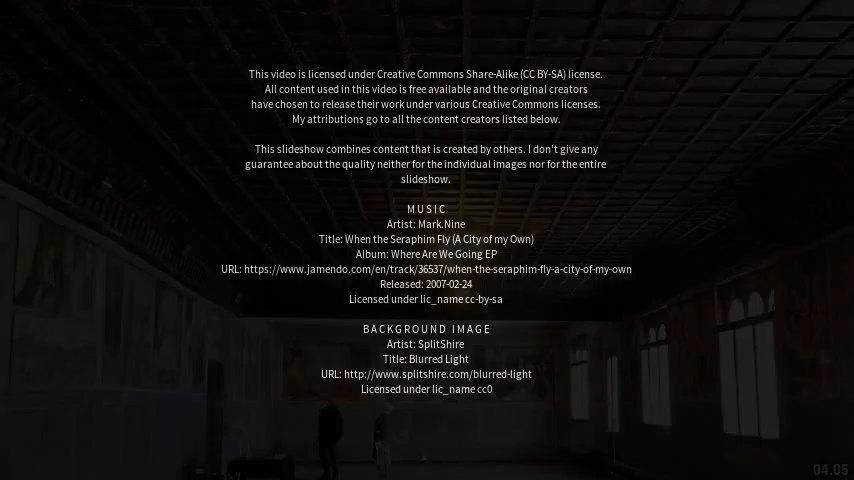 This video is licensed under Creative Commons Share-Alike (CC BY-SA) license.
All content used in this video is free available and the original creators
have chosen to release their work under various Creative Commons licenses.
My attributions go to all the content creators listed below.
This slideshow combines content that is created by others. I don't give any
guarantee about the quality neither for the individual images nor for the entire
slideshow.
MUSIC
Artist: Mark.Nine
Title: When the Seraphim Fly (A City of my Own)
Album: Where Are We Going EP
URL: https://www.jamendo.com/en/track/36537/when-the-seraphim-fly-a-city-of-my-own
Released: 2007-02-24
Licensed under lic_name cc-by-sa
BACKGROUND IMAGE
Artist: SplitShire
Title: Blurred Light
URL: http://www.splitshire.com/blurred-light
Licensed under lic_name cc0
04.05